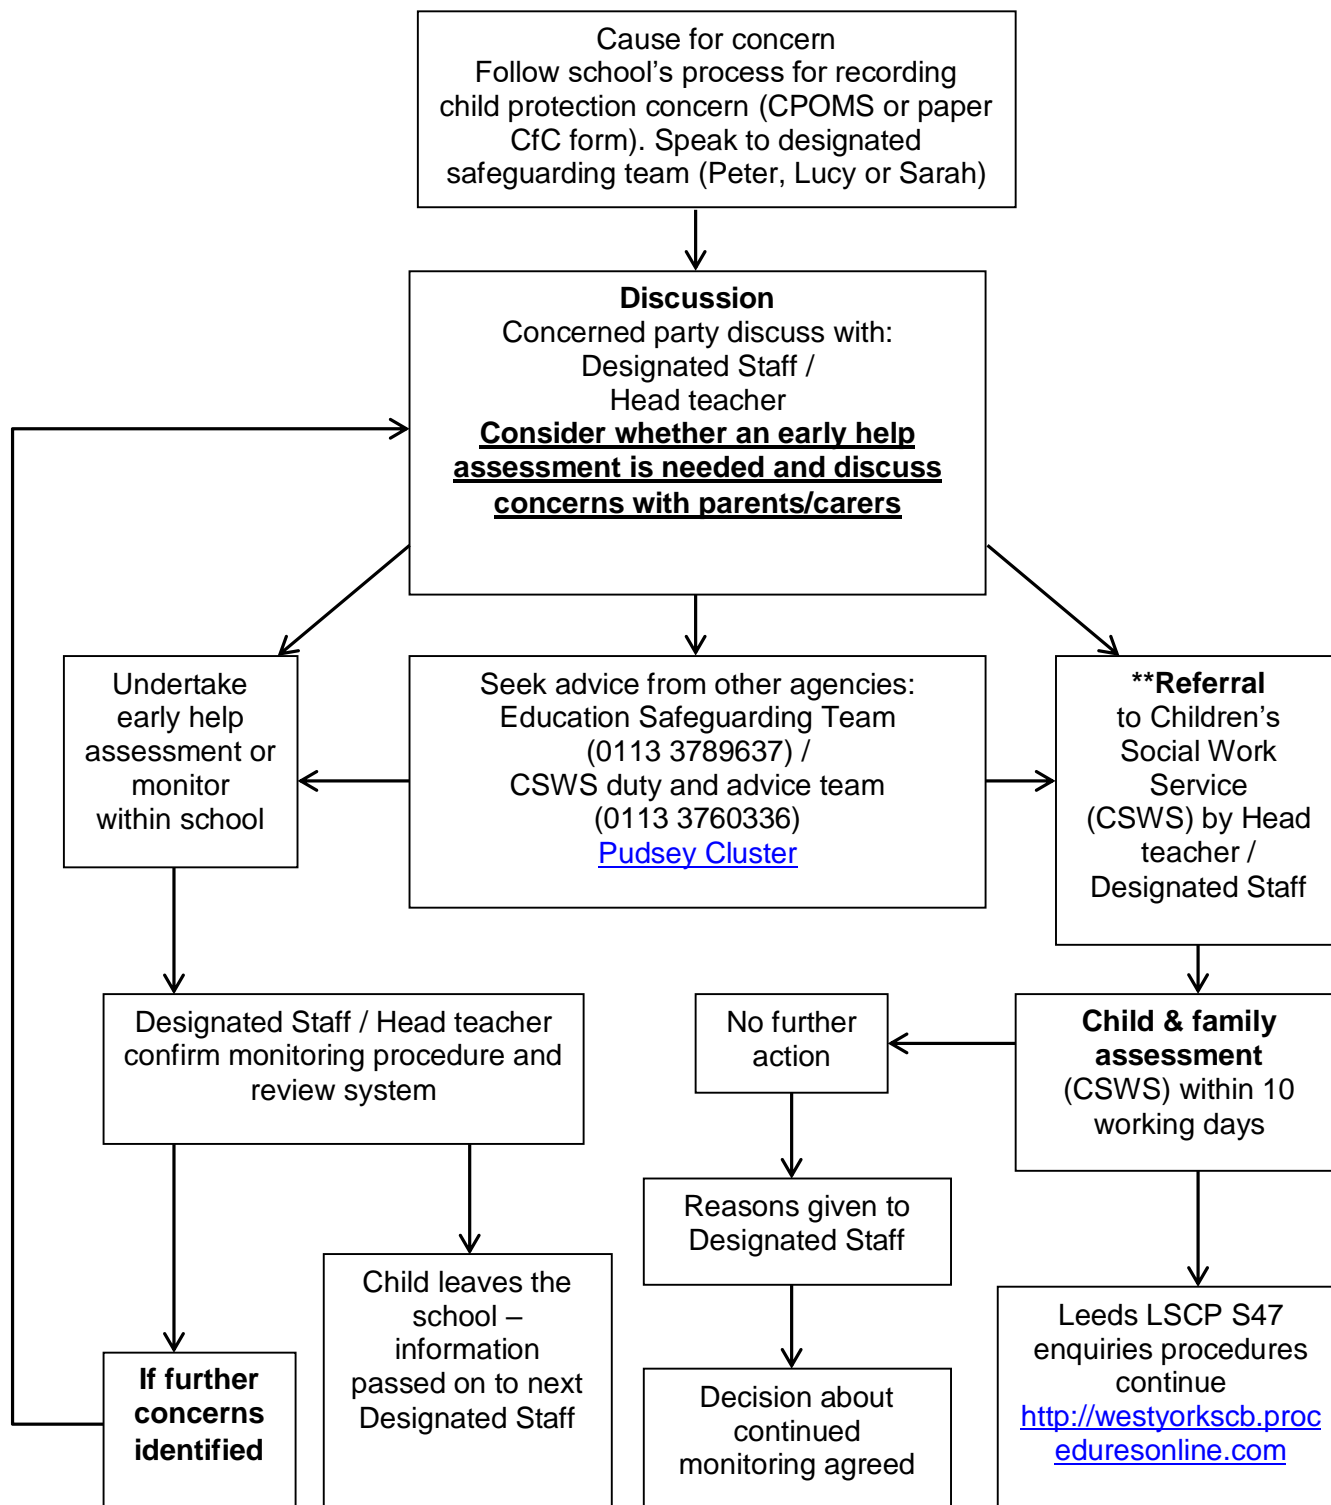 Cause for concern
Follow school’s process for recording
child protection concern (CPOMS or paper
CfC form). Speak to designated
safeguarding team (Peter, Lucy or Sarah)
Discussion
Concerned party discuss with:
Designated Staff /
Head teacher
Consider whether an early help
assessment is needed and discuss
concerns with parents/carers
Undertake
early help
assessment or
monitor
within school
Seek advice from other agencies:
Education Safeguarding Team
(0113 3789637) /
CSWS duty and advice team
(0113 3760336)
Pudsey Cluster
**Referral
to Children’s
Social Work
Service
(CSWS) by Head
teacher /
Designated Staff
Designated Staff / Head teacher
confirm monitoring procedure and
review system
No further
action
Child & family
assessment
(CSWS) within 10
working days
Reasons given to
Designated Staff
Child leaves the
school –
information
passed on to next
Designated Staff
Leeds LSCP S47
enquiries procedures
continue
http://westyorkscb.proc
eduresonline.com
If further
concerns
identified
Decision about
continued
monitoring agreed